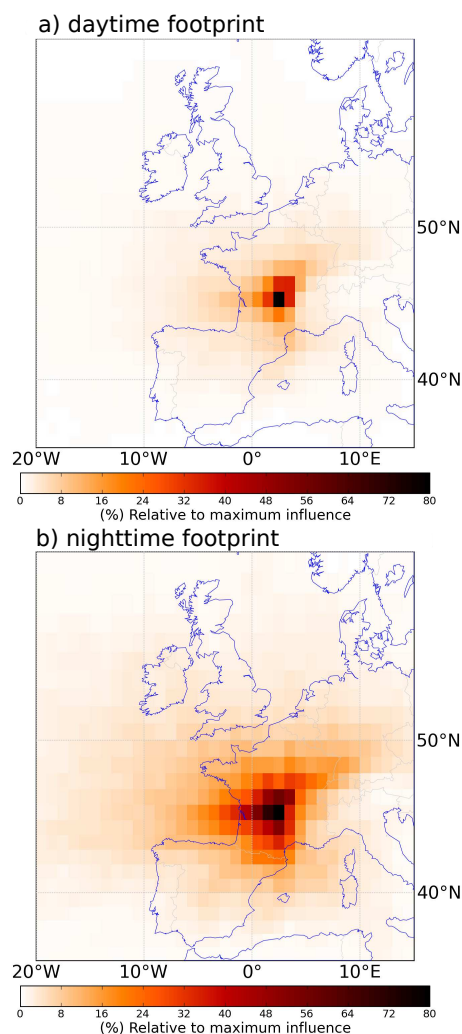 a) daytime footprint
50°N
40°N
20°W 10°W 0° 10°E
0 8 16 24 32 40 48 56 64 72 80
(%) Relative to maximum influence
b) nighttime footprint
50°N
40°N
20°W 10°W 0° 10°E
0 8 16 24 32 40 48 56 64 72 80
(%) Relative to maximum influence